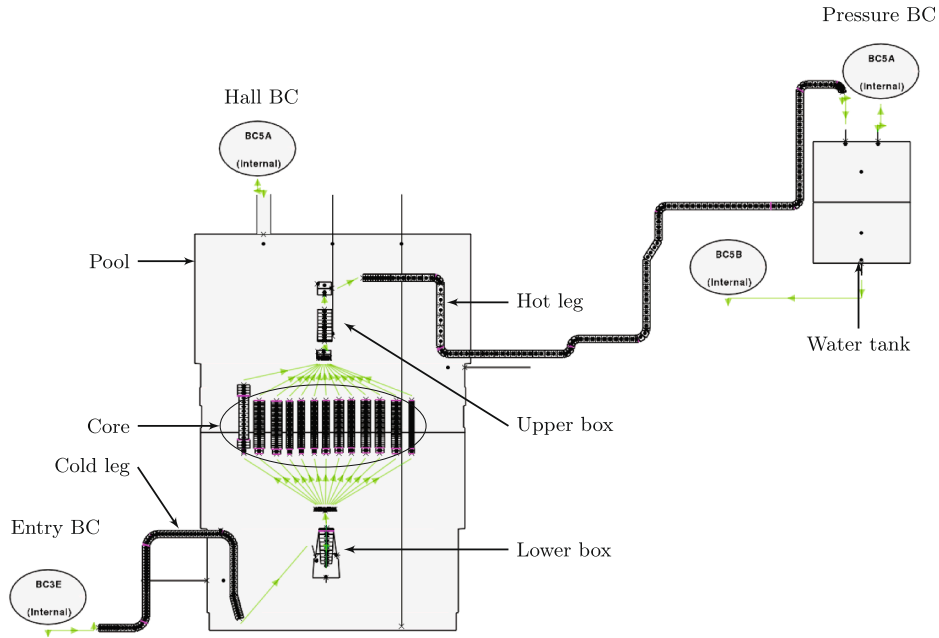 Pressure BC
BC5A
(Internal)
Hall BC
BC5A
(Internal)
Pool
BC5B
(Internal)
Hot leg
Water tank
Core
Upper box
Cold leg
Entry BC
Lower box
BC3E
(Internal)